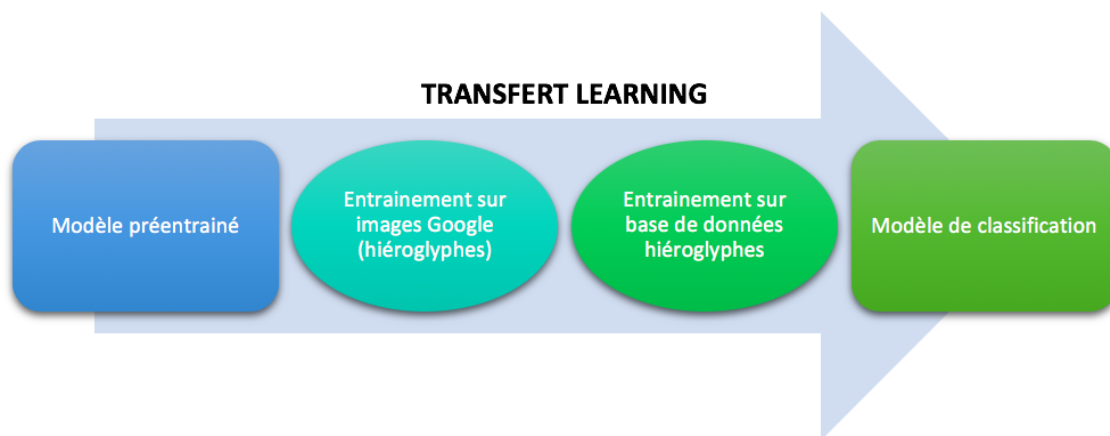 TRANSFERT LEARNING
Modèle préentrainé
Entrainement sur
images Google
(hiéroglyphes)
Entrainement sur
base de données
hiéroglyphes
Modèle de classification